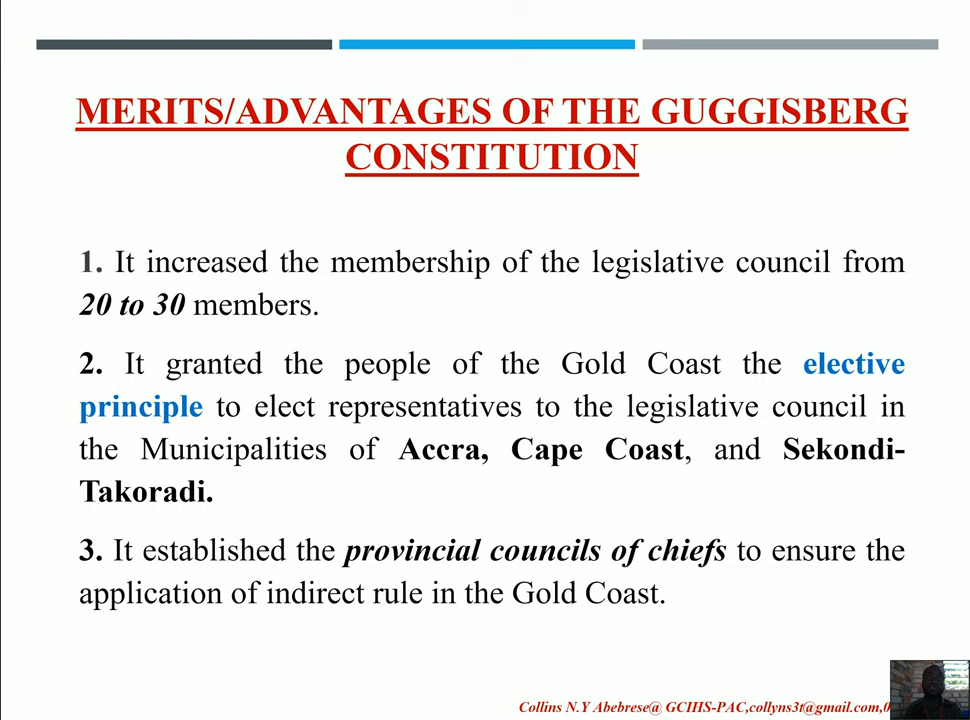 MERITS/ADVANTAGES OF THE GUGGISBERG
CONSTITUTION
1. It increased the membership of the legislative council from
20 to 30 members.
2. It granted the people of the Gold Coast the elective
principle to elect representatives to the legislative council in
the Municipalities of Accra, Cape Coast, and Sekondi-
Takoradi.
3. It established the provincial councils of chiefs to ensure the
application of indirect rule in the Gold Coast.
Collins N.Y Abebrese@ GCIHS-PAC,collyns3t@gmail.com,0